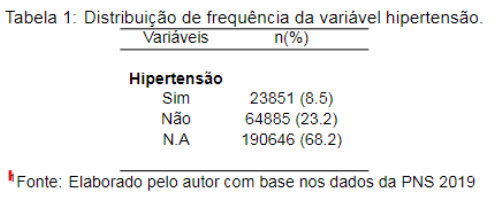 Tabela 1: Distribuição de frequência da variável hipertensão.
Variáveis n(%)
Hipertensão
Sim 23851 (8.5)
Não 64885 (23.2)
N.A 190646 (68.2)
Fonte: Elaborado pelo autor com base nos dados da PNS 2019